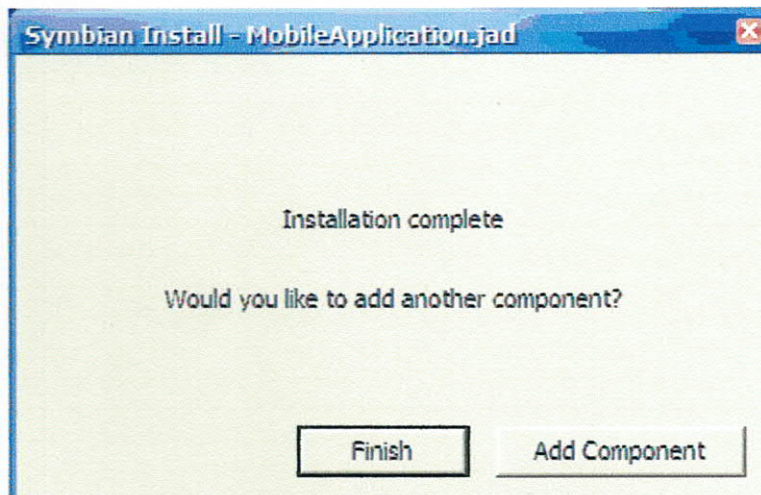 Symbian Install - MobileApplication.jad
Installation complete
Would you like to add another component?
Finish
Add Component